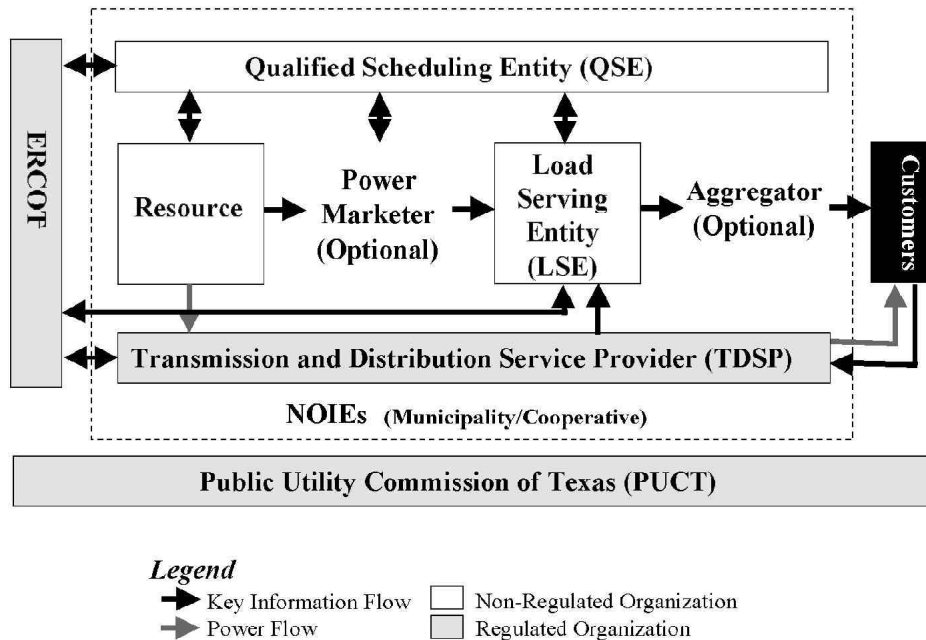 Qualified Scheduling Entity (QSE)
ERCOT
Resource
Power
Marketer
(Optional)
Load
Serving
Entity
(LSE)
Aggregator
(Optional)
Customers
Transmission and Distribution Service Provider (TDSP)
NOIEs (Municipality/Cooperative)
Public Utility Commission of Texas (PUCT)
Legend
Key Information Flow
Non-Regulated Organization
Power Flow
Regulated Organization